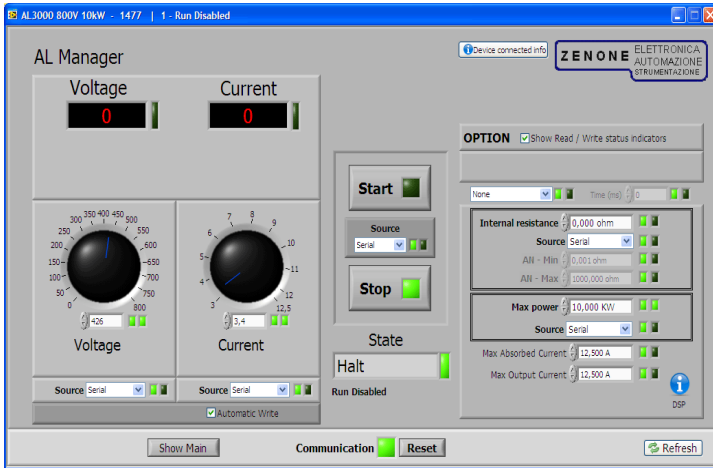 AL3000 800V 10kW - 1477 | 1 - Run Disabled
AL Manager
Device connected info
ZENONE
ELETTRONICA
AUTOMAZIONE
STRUMENTAZIONE
Voltage
Current
0
0
OPTION
Show Read / Write status indicators
None
Time (ms)
0
Start
Source
Serial
Stop
State
Halt
Run Disabled
0
50
100
150
200
250
300
350
400
450
500
550
600
650
700
750
800
426
Voltage
3
4
5
6
7
8
9
10
11
12
12,5
3,4
Current
Internal resistance
0,000 ohm
Source
Serial
AN - Min
0,001 ohm
AN - Max
1000,000 ohm
Max power
10,000 KW
Source
Serial
Max Absorbed Current
12,500 A
Max Output Current
12,500 A
DSP
Source
Serial
Source
Serial
Automatic Write
Show Main
Communication
Reset
Refresh